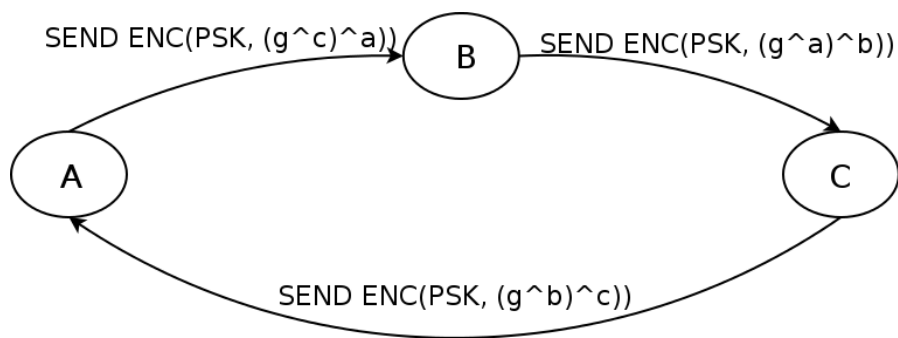 SEND ENC(PSK, (g^c)^a))
B
SEND ENC(PSK, (g^a)^b))
A
C
SEND ENC(PSK, (g^b)^c))